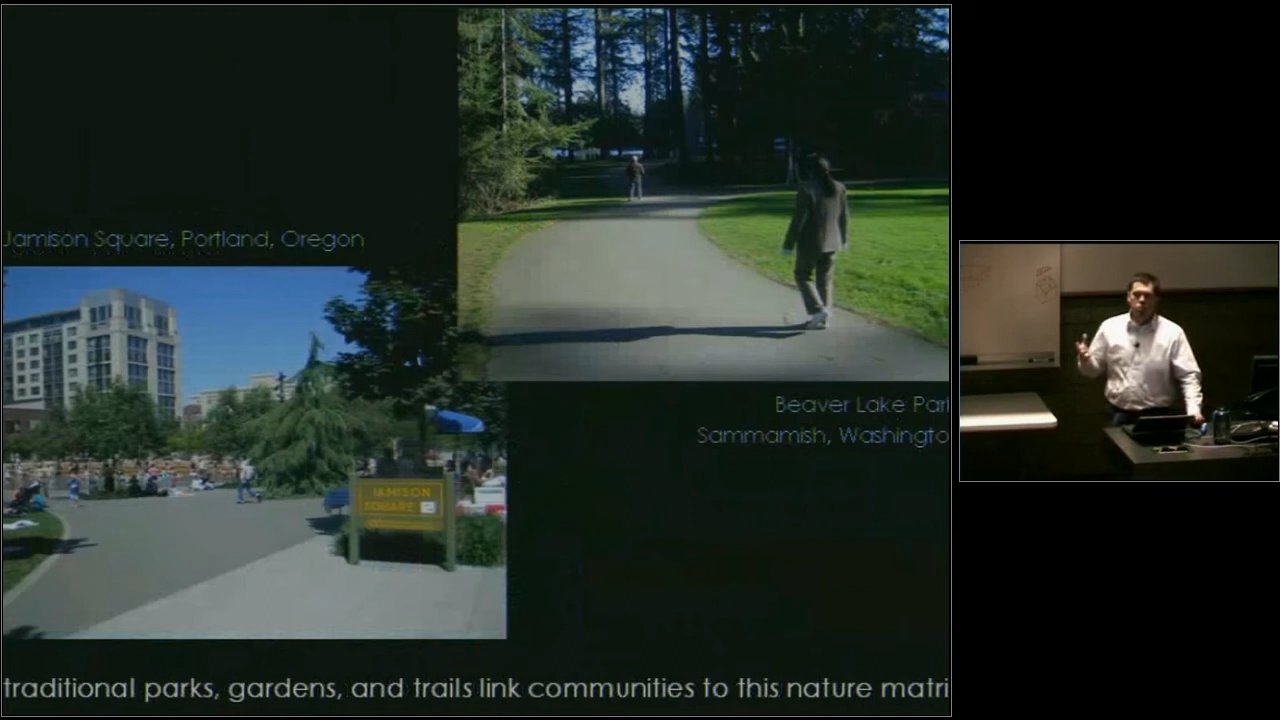 Jamison Square, Portland, Oregon
JAMISON
SQUARE
Beaver Lake Par
Sammamish, Washingto
traditional parks, gardens, and trails link communities to this nature matri